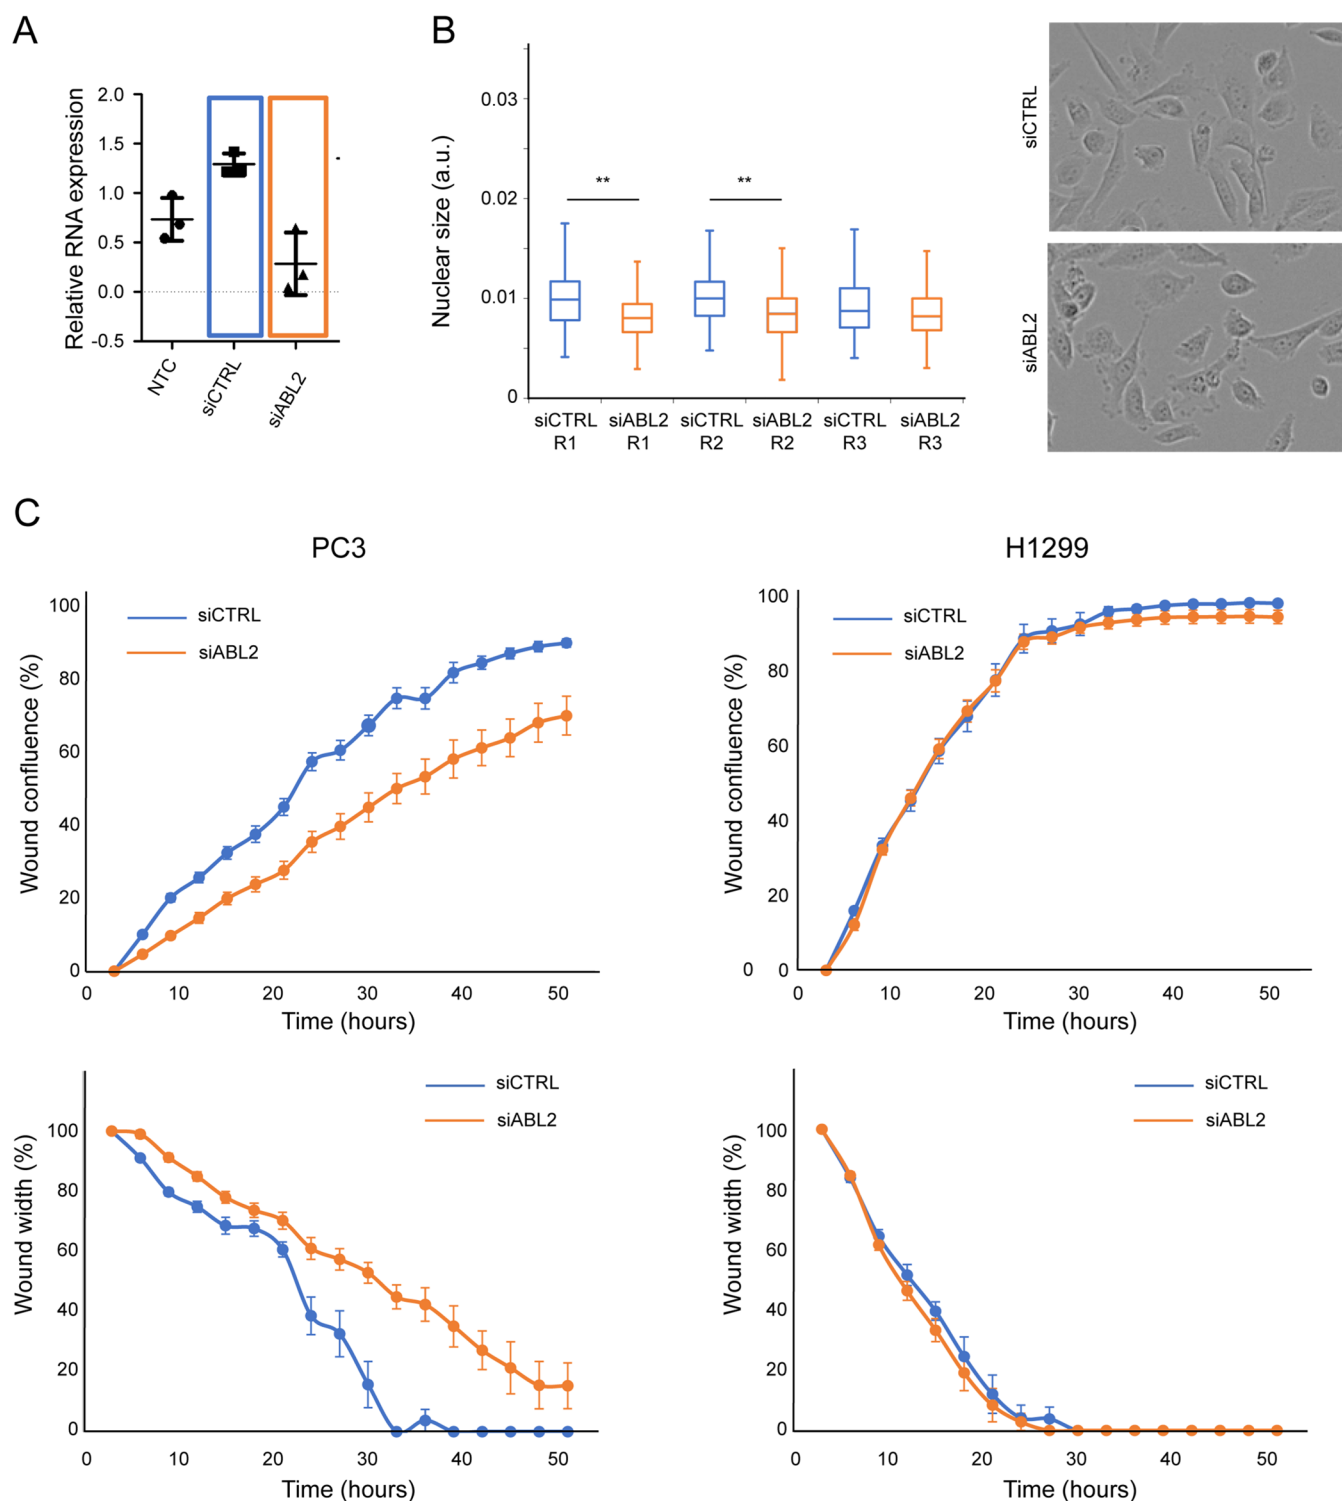 A
B
2.0
1.5
1.0
0.5
0.0
-0.5
Relative RNA expression
NTC
siCTRL
siABL2
0.03
0.02
0.01
0
Nuclear size (a.u.)
**
**
siCTRL siABL2 siCTRL siABL2 siCTRL siABL2
R1 R1 R2 R2 R3 R3
siCTRL
siABL2
C
PC3
100
80
60
40
20
0
Wound confluence (%)
siCTRL
siABL2
0 10 20 30 40 50
Time (hours)
H1299
100
80
60
40
20
0 0
Wound confluence (%)
siCTRL
siABL2
0 10 20 30 40 50
Time (hours)
100
80
60
40
20
0
Wound width (%)
siCTRL
siABL2
0 10 20 30 40 50
Time (hours)
100
80
60
40
20
0
Wound width (%)
siCTRL
siABL2
0 10 20 30 40 50
Time (hours)